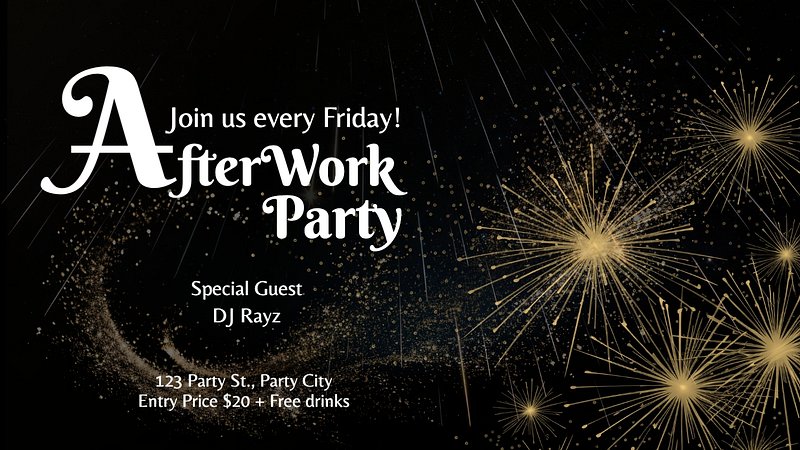 Join us every Friday!
AfterWork
Party
Special Guest
DJ Rayz
123 Party St., Party City
Entry Price $20 + Free drinks